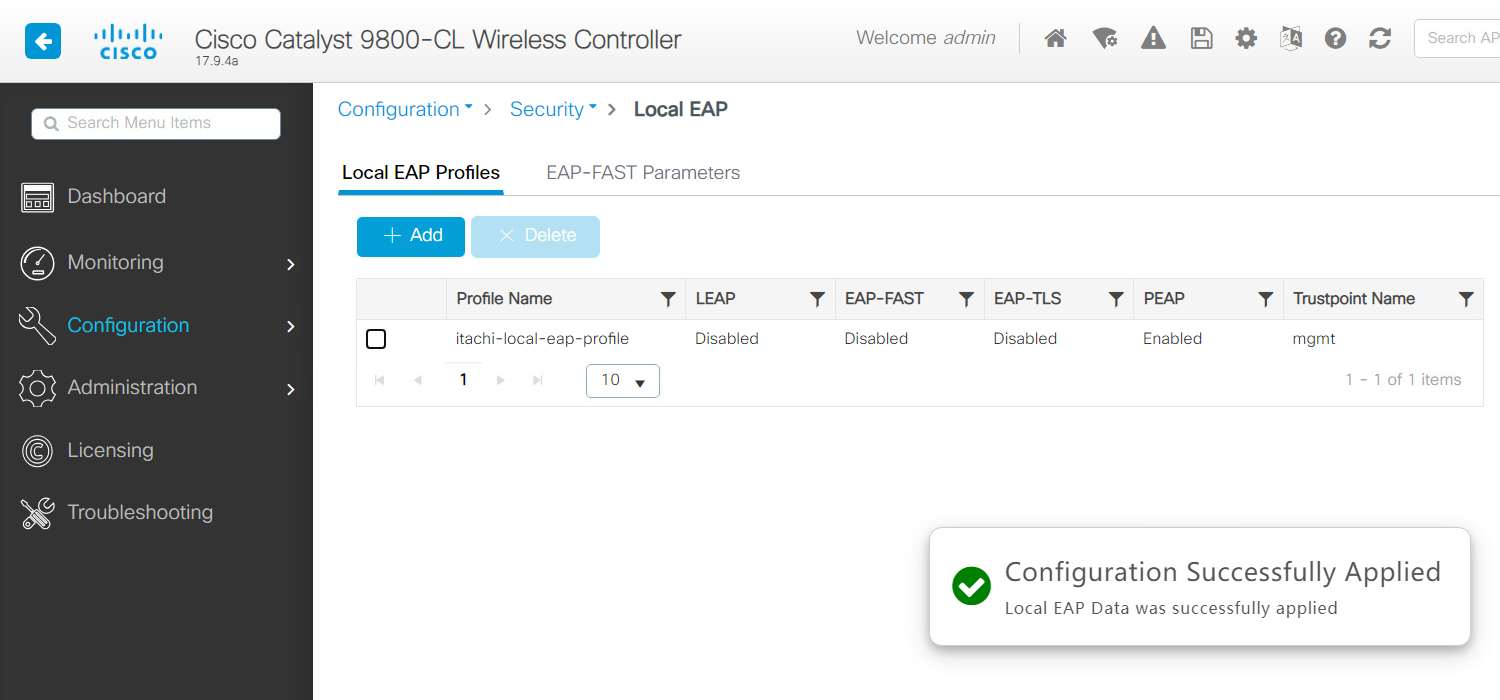 CISCO
Cisco Catalyst 9800-CL Wireless Controller
17.9.4a
Welcome admin
Search AP
Search Menu Items
Dashboard
Monitoring
Configuration
Administration
Licensing
Troubleshooting
Configuration > Security > Local EAP
Local EAP Profiles EAP-FAST Parameters
+ Add × Delete
Profile Name LEAP EAP-FAST EAP-TLS PEAP Trustpoint Name
itachi-local-eap-profile Disabled Disabled Disabled Enabled mgmt
1 10 1 - 1 of 1 items
Configuration Successfully Applied
Local EAP Data was successfully applied